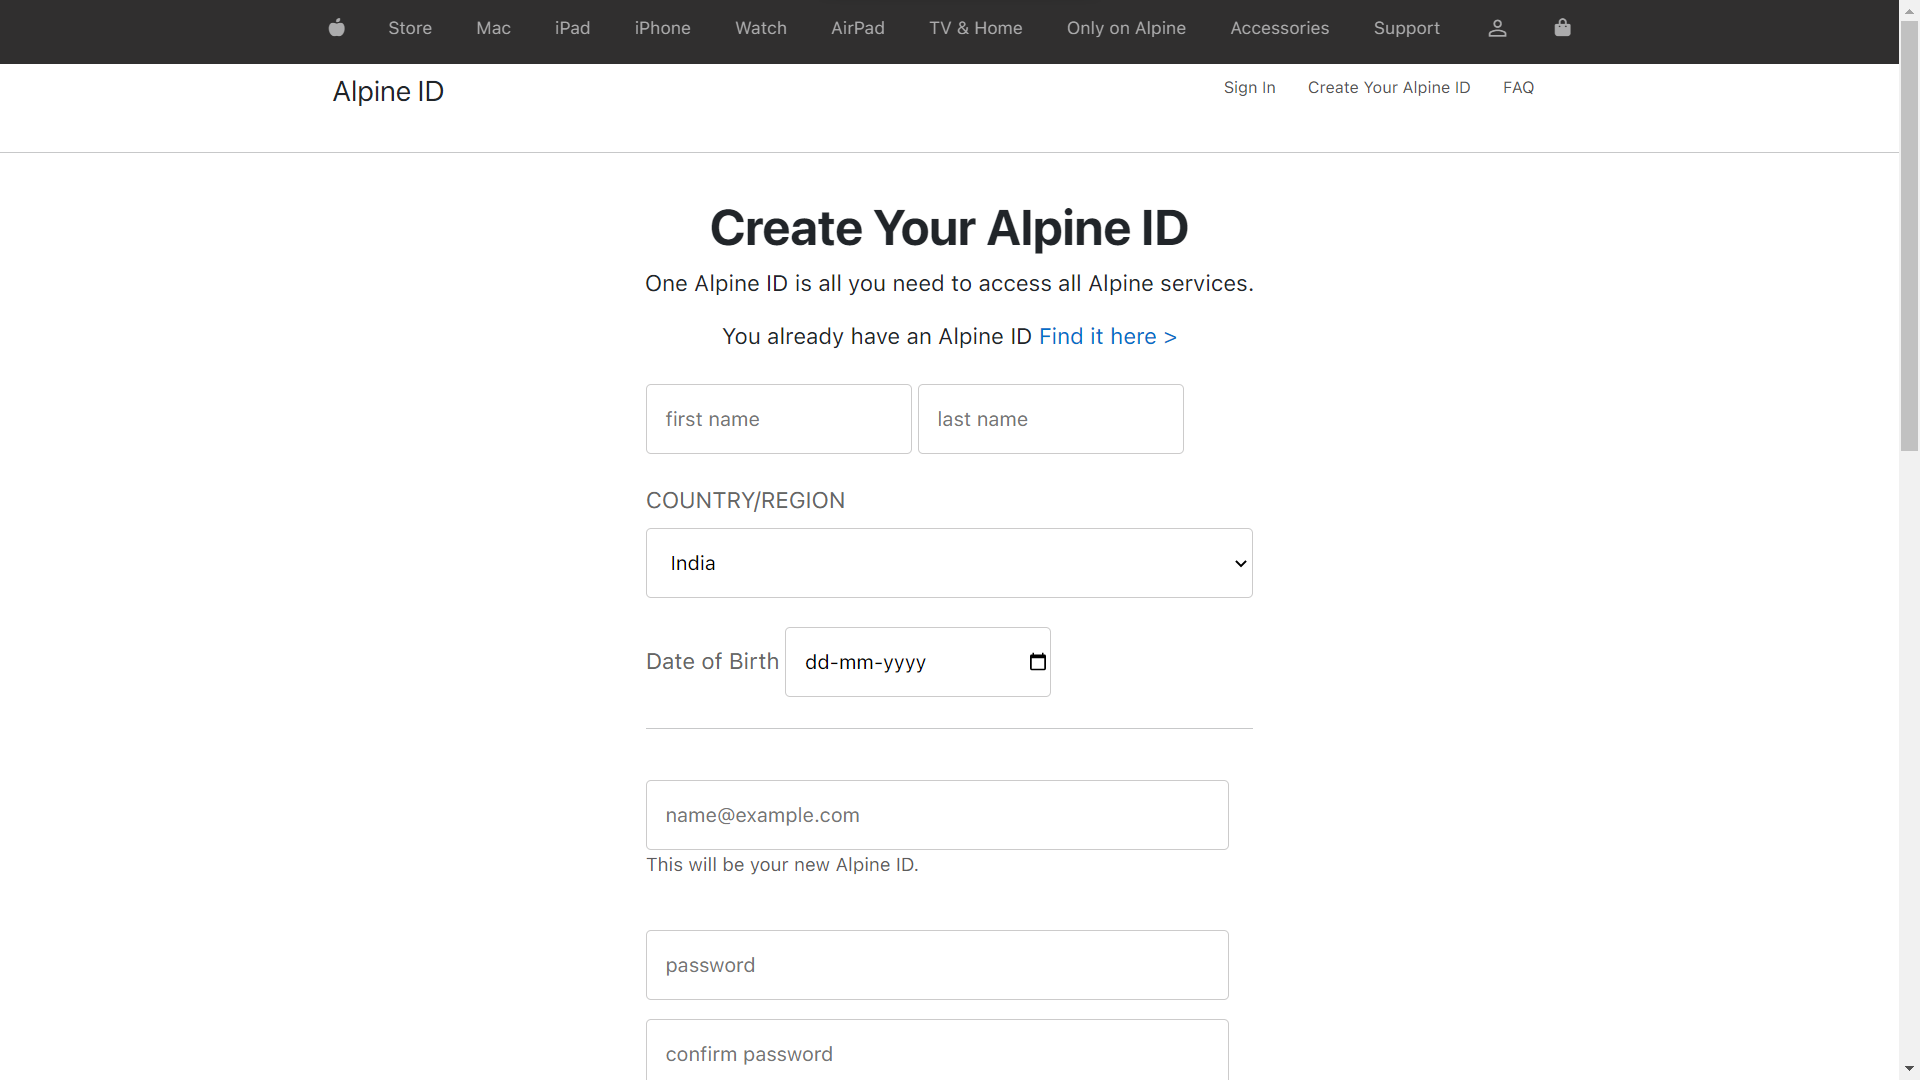 Store Mac iPad iPhone Watch AirPad TV & Home Only on Alpine Accessories Support
Alpine ID Sign In Create Your Alpine ID FAQ
Create Your Alpine ID
One Alpine ID is all you need to access all Alpine services.
You already have an Alpine ID Find it here >
first name last name
COUNTRY/REGION
India
Date of Birth dd-mm-yyyy
name@example.com
This will be your new Alpine ID.
password
confirm password